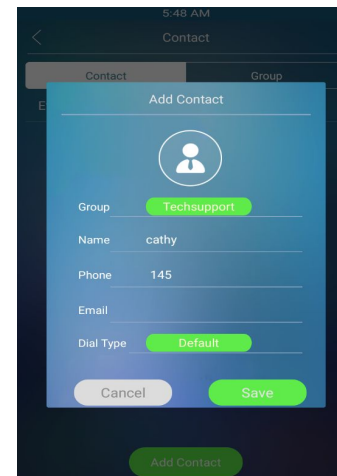 5:48 AM
Contact
Contact Group
E
Add Contact
Group Techsupport
Name cathy
Phone 145
Email
Dial Type Default
Cancel Save
Add Contact